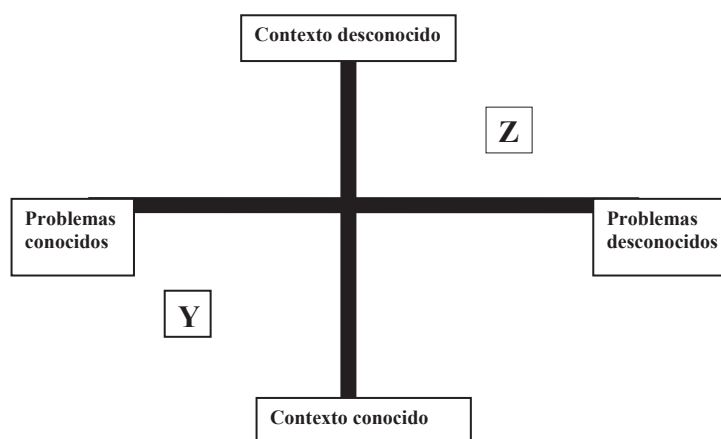 Contexto desconocido
Z
Problemas
conocidos
Problemas
desconocidos
Y
Contexto conocido